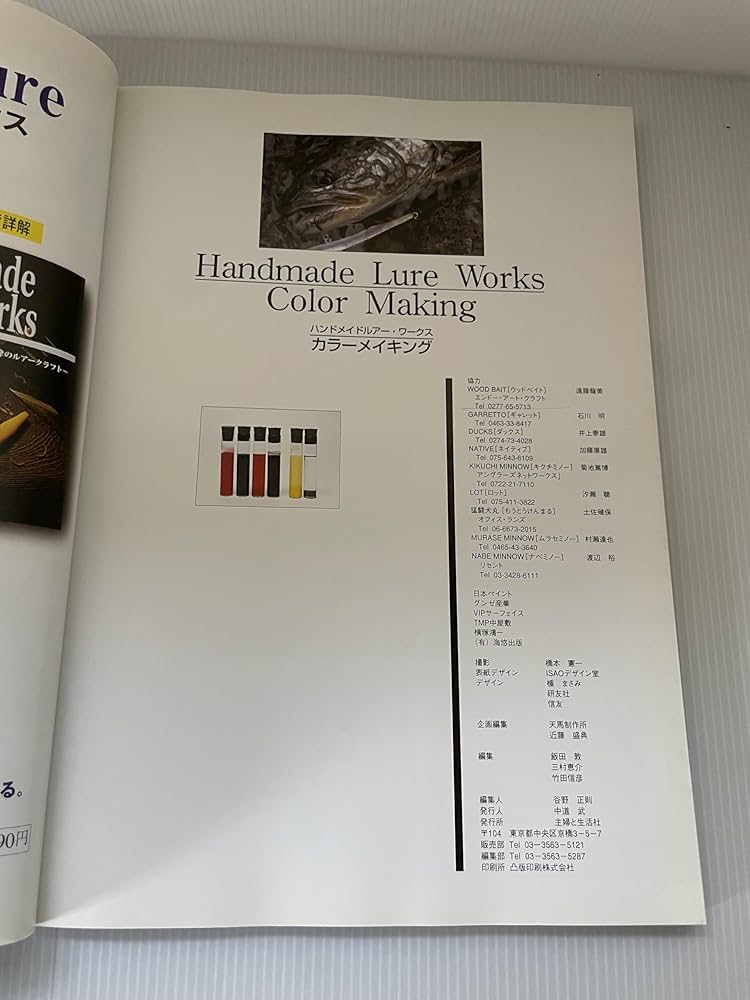 ure
クス
詳解
de
rks
のルアークラフト〜
る。
90円
Handmade Lure Works
Color Making
ハンドメイドルアー・ワークス
カラーメイキング
協力
WOOD BAIT[ウッドベイト] 遠藤龍美
エンドー・アート・クラフト
Tel 0277-65-5713
GARRETTO[ギャレット] 石川 明
Tel 0463-33-8417
DUCKS[ダックス] 井上泰雄
Tel 0274-73-4028
NATIVE[ネイティブ] 加藤廣雄
Tel 075-643-6109
KIKUCHI MINNOW[キクチミノー] 菊池篤博
アングラーズネットワークス」
Tel 0722-21-7110
LOT[ロット] 汐瀬 聰
Tel 075-411-3822
猛闘犬丸[もうとうけんまる] 土佐殖保
オフィス・ランズ
Tel 06-6673-2015
MURASE MINNOW[ムラセミノー] 村瀬達也
Tel 0465-43-3640
NABE MINNOW[ナベミノー] 渡辺 裕
リセント
Tel 03-3428-6111
日本ペイント
グンゼ産業
VIPサーフェイス
TMP中屋敷
横塚鴻一
(有)海悠出版
撮影 橋本 憲一
表紙デザイン ISAOデザイン室
デザイン 楯 まさみ
研友社
信友
企画編集 天馬制作所
近藤 盛典
編集 飯田 敦
三村恵介
竹田信彦
編集人 谷野 正則
発行人 中道 武
発行所 主婦と生活社
〒104 東京都中央区京橋3-5-7
販売部 Tel 03-3563-5121
編集部 Tel 03-3563-5287
印刷所 凸版印刷株式会社